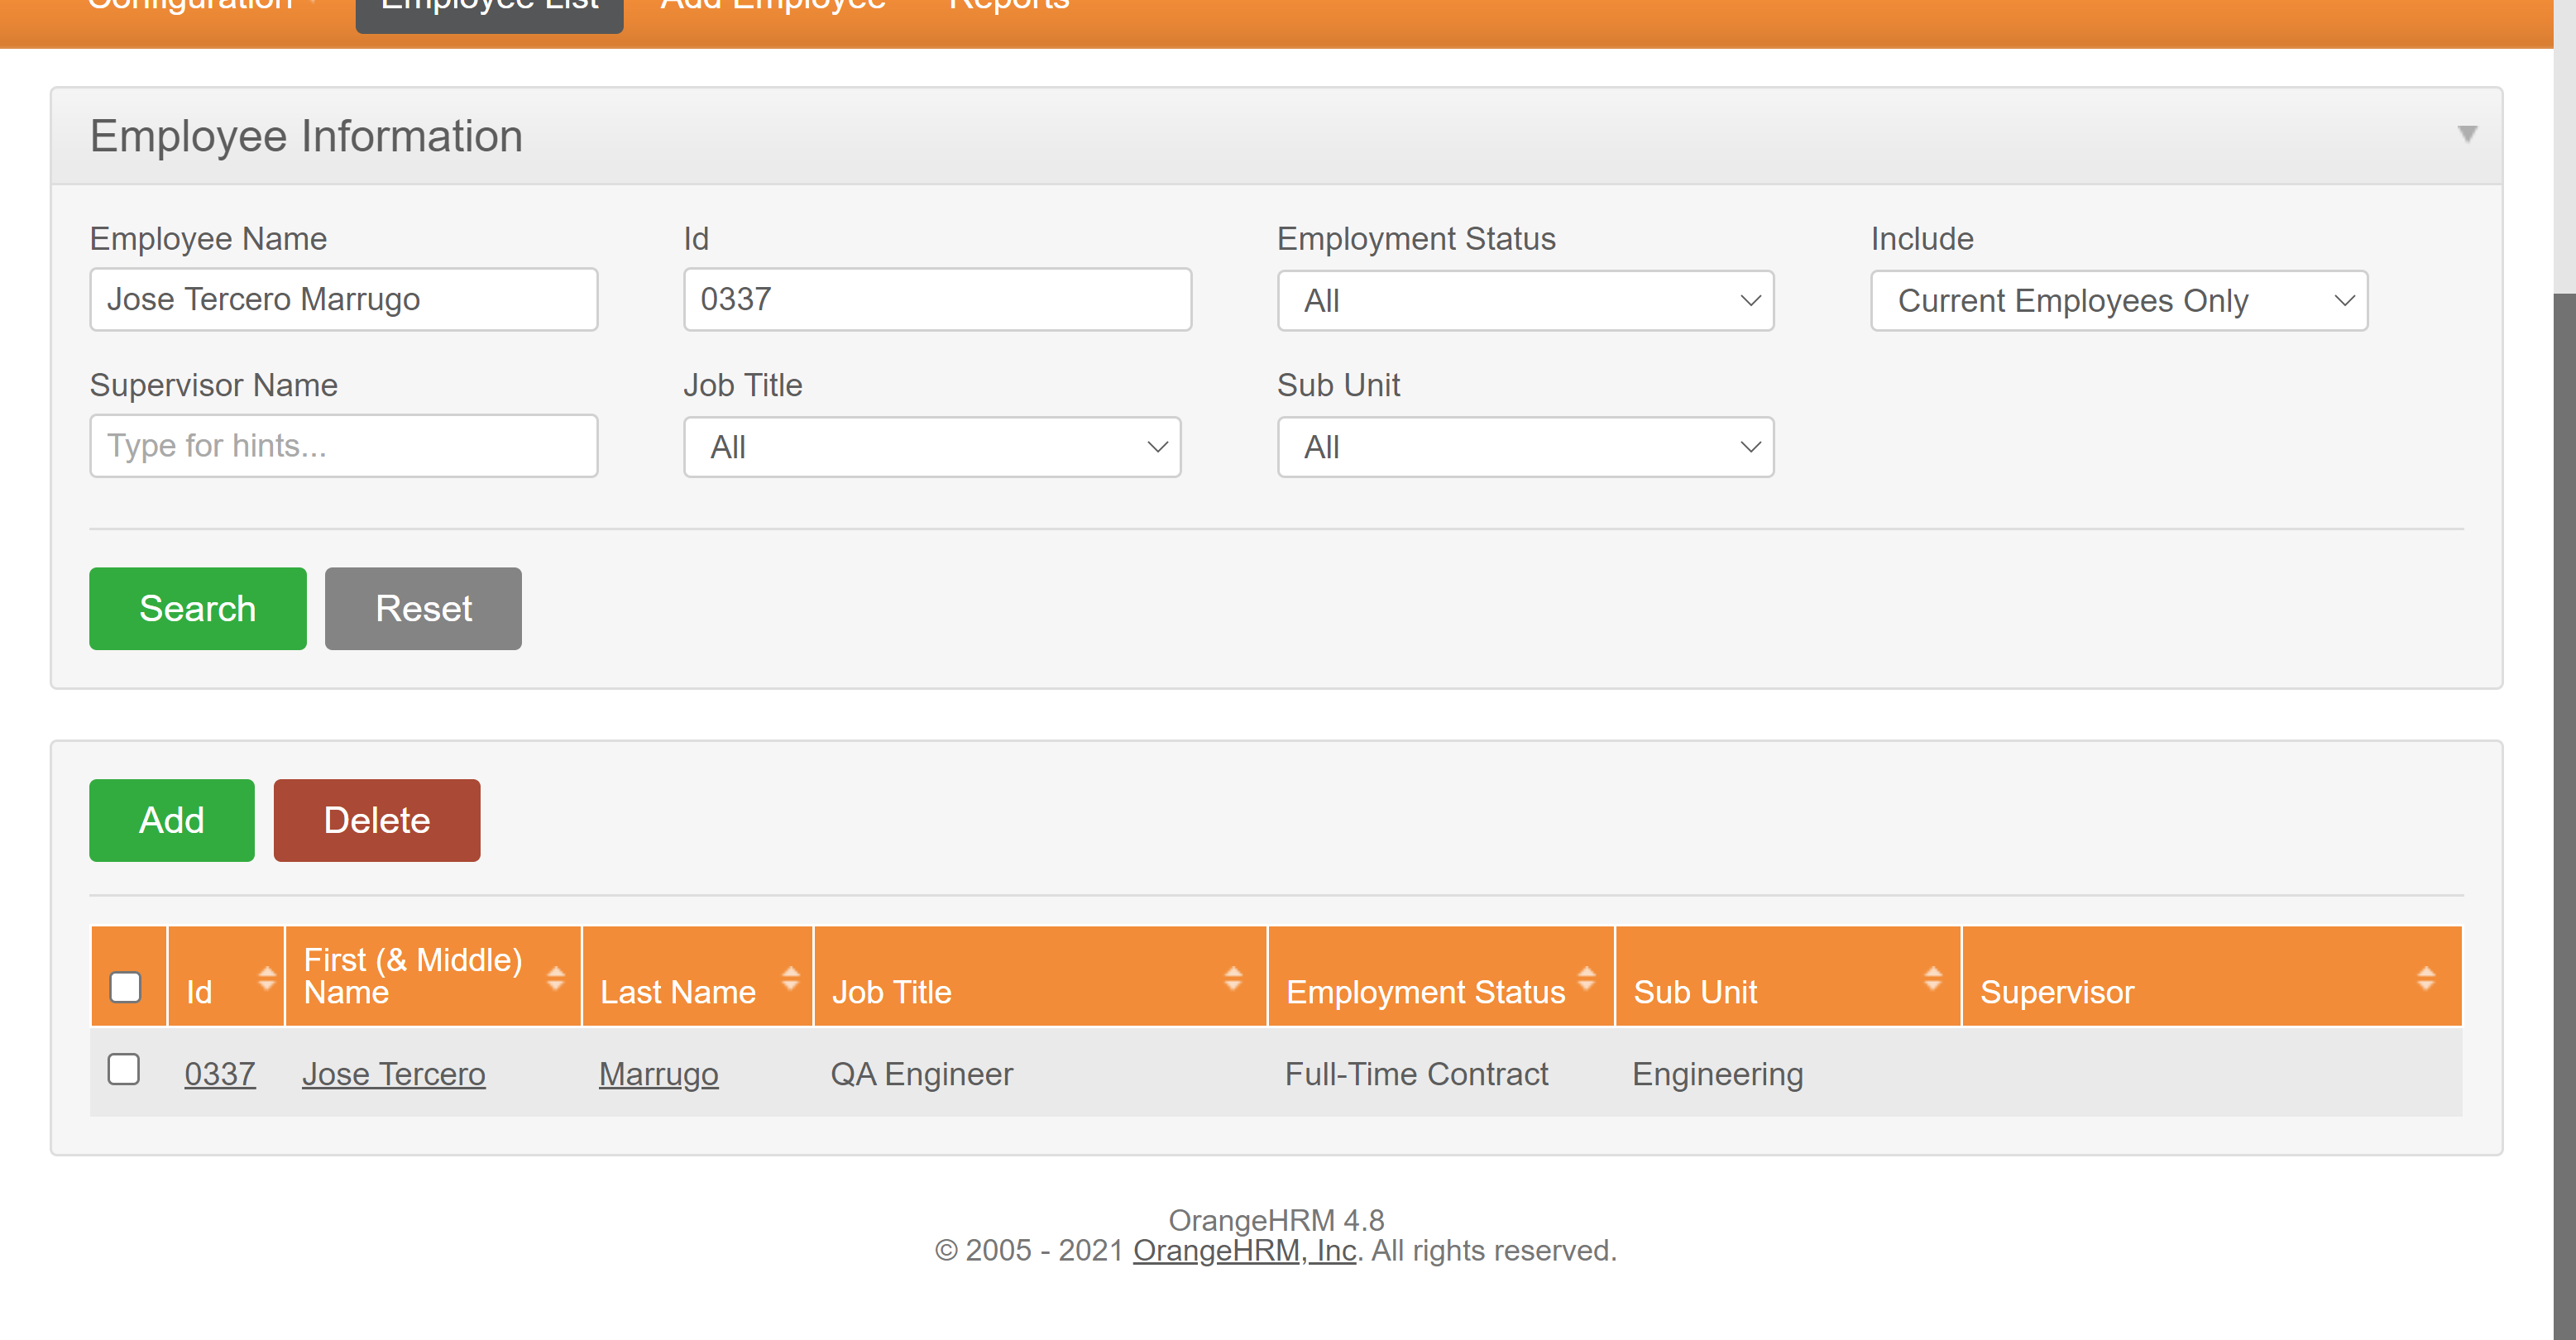 Configuration Employee List Add Employee Reports
Employee Information
Employee Name Id Employment Status Include
Jose Tercero Marrugo 0337 All Current Employees Only
Supervisor Name Job Title Sub Unit
Type for hints... All All
Search Reset
Add Delete
Id First (& Middle) Name Last Name Job Title Employment Status Sub Unit Supervisor
0337 Jose Tercero Marrugo QA Engineer Full-Time Contract Engineering
OrangeHRM 4.8
© 2005 - 2021 OrangeHRM, Inc. All rights reserved.